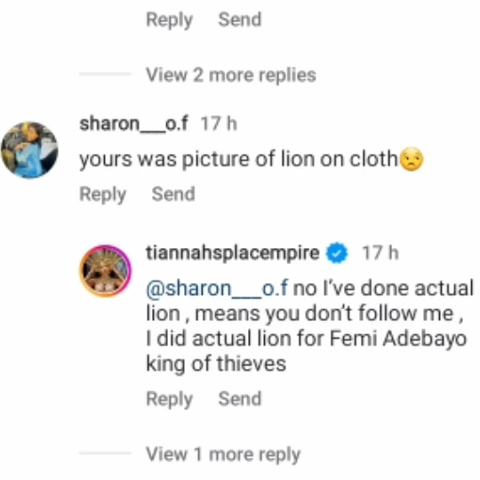 Reply Send
View 2 more replies
sharon___o.f 17 h
yours was picture of lion on cloth😒
Reply Send
tiannahsplacempire 17 h
@sharon___o.f no I've done actual
lion , means you don't follow me ,
I did actual lion for Femi Adebayo
king of thieves
Reply Send
View 1 more reply